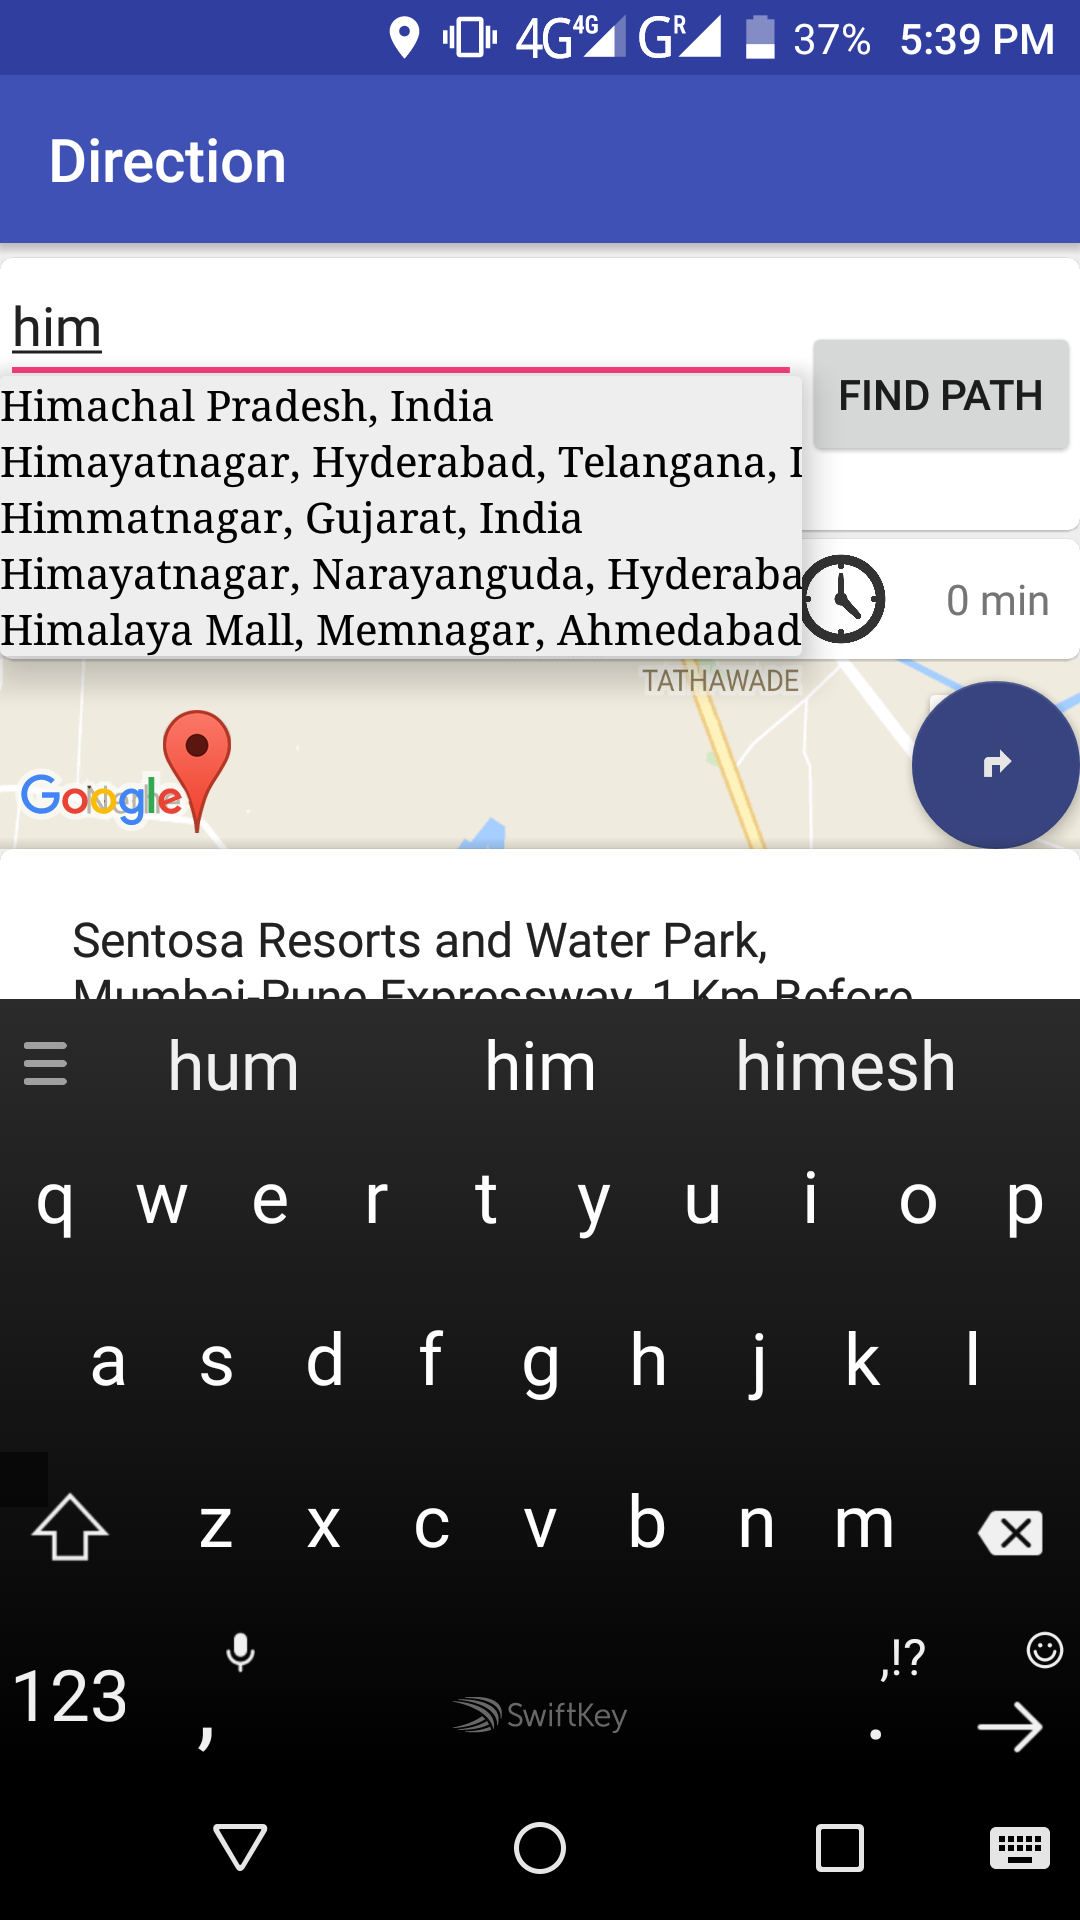 4G 4G G R 37% 5:39 PM
Direction
him
FIND PATH
Himachal Pradesh, India
Himayatnagar, Hyderabad, Telangana, I
Himmatnagar, Gujarat, India
Himayatnagar, Narayanguda, Hyderaba
Himalaya Mall, Memnagar, Ahmedabad
0 min
TATHAWADE
Google
Sentosa Resorts and Water Park,
Mumbai-Pune Expressway, 1 Km Before
hum him himesh
q w e r t y u i o p
a s d f g h j k l
z x c v b n m
123 , SwiftKey ,!? .